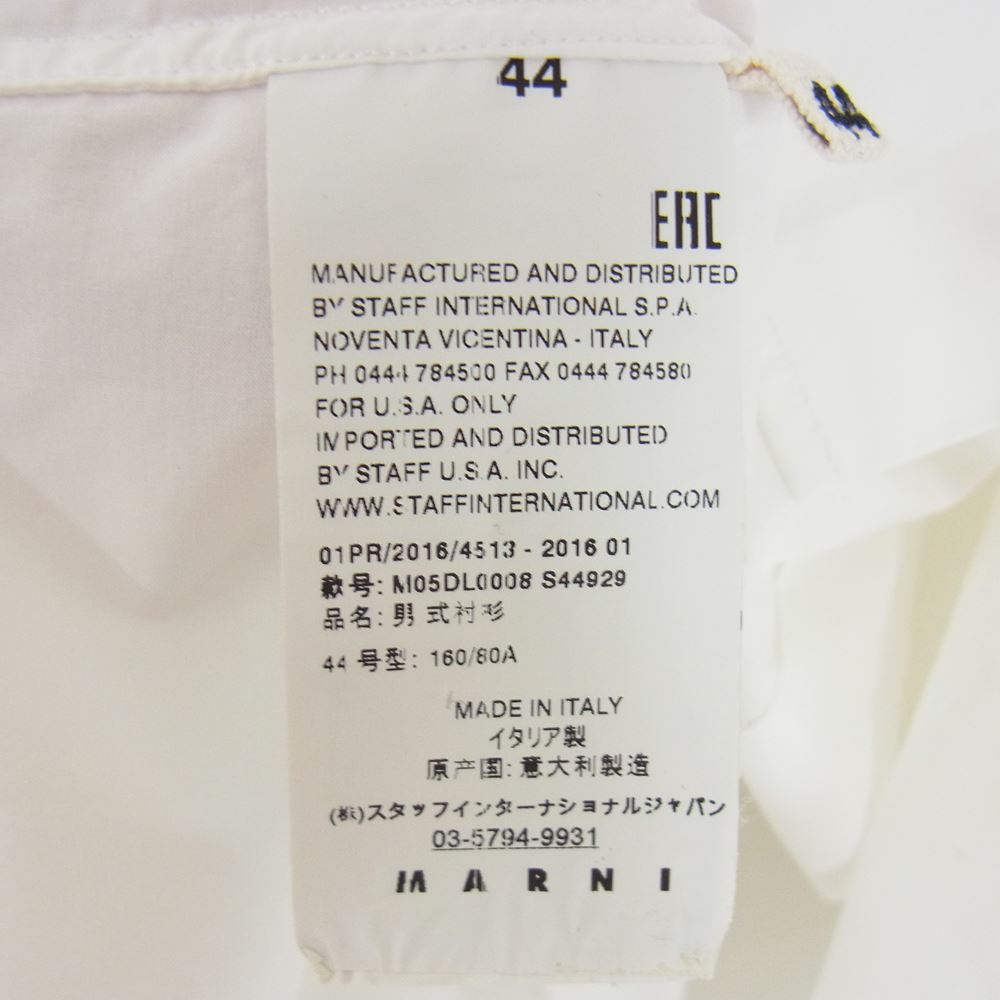 44
44
EAC
MANUFACTURED AND DISTRIBUTED
BY STAFF INTERNATIONAL S.P.A.
NOVENTA VICENTINA - ITALY
PH 0444 784500 FAX 0444 784580
FOR U.S.A. ONLY
IMPORTED AND DISTRIBUTED
BY STAFF U.S.A. INC.
WWW.STAFFINTERNATIONAL.COM
01PR/2016/4513 - 2016 01
款号: M05DL0008 S44929
品名: 男式衬衫
44 号型: 160/80A
MADE IN ITALY
イタリア製
原产国: 意大利製造
(株)スタッフインターナショナルジャパン
03-5794-9931
MARNI